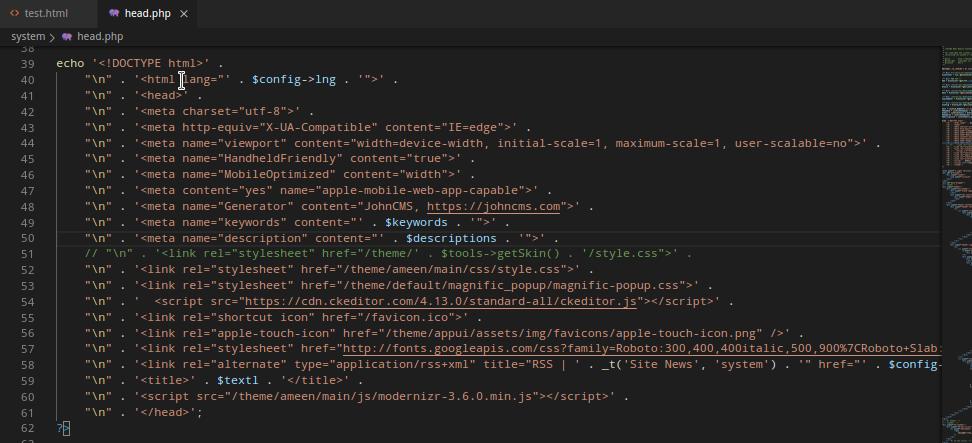 test.html head.php
system > head.php
38
39 echo '<!DOCTYPE html>' .
40 "\n" . '<html lang="' . $config->lng . '">' .
41 "\n" . '<head>' .
42 "\n" . '<meta charset="utf-8">' .
43 "\n" . '<meta http-equiv="X-UA-Compatible" content="IE=edge">' .
44 "\n" . '<meta name="viewport" content="width=device-width, initial-scale=1, maximum-scale=1, user-scalable=no">' .
45 "\n" . '<meta name="HandheldFriendly" content="true">' .
46 "\n" . '<meta name="MobileOptimized" content="width">' .
47 "\n" . '<meta content="yes" name="apple-mobile-web-app-capable">' .
48 "\n" . '<meta name="Generator" content="JohnCMS, https://johncms.com">' .
49 "\n" . '<meta name="keywords" content="' . $keywords . '">' .
50 "\n" . '<meta name="description" content="' . $descriptions . '">' .
51 // "\n" . '<link rel="stylesheet" href="/theme/' . $tools->getSkin() . '/style.css">' .
52 "\n" . '<link rel="stylesheet" href="/theme/ameen/main/css/style.css">' .
53 "\n" . '<link rel="stylesheet" href="/theme/default/magnific_popup/magnific-popup.css">' .
54 "\n" . '  <script src="https://cdn.ckeditor.com/4.13.0/standard-all/ckeditor.js"></script>' .
55 "\n" . '<link rel="shortcut icon" href="/favicon.ico">' .
56 "\n" . '<link rel="apple-touch-icon" href="/theme/appui/assets/img/favicons/apple-touch-icon.png" />' .
57 "\n" . '<link rel="stylesheet" href="http://fonts.googleapis.com/css?family=Roboto:300,400,400italic,500,900%7CRoboto+Slab:
58 "\n" . '<link rel="alternate" type="application/rss+xml" title="RSS | ' . _t('Site News', 'system') . '" href="' . $config-
59 "\n" . '<title>' . $textl . '</title>' .
60 "\n" . '<script src="/theme/ameen/main/js/modernizr-3.6.0.min.js"></script>' .
61 "\n" . '</head>';
62 ?>